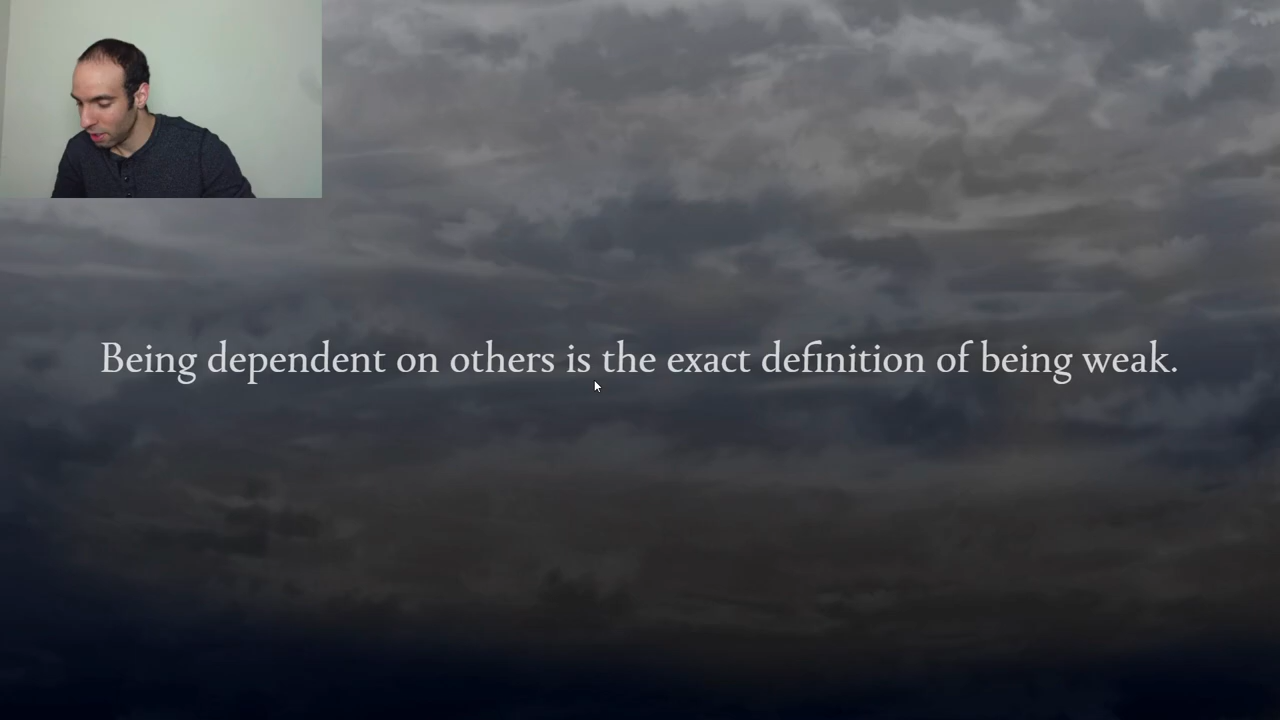 Being dependent on others is the exact definition of being weak.